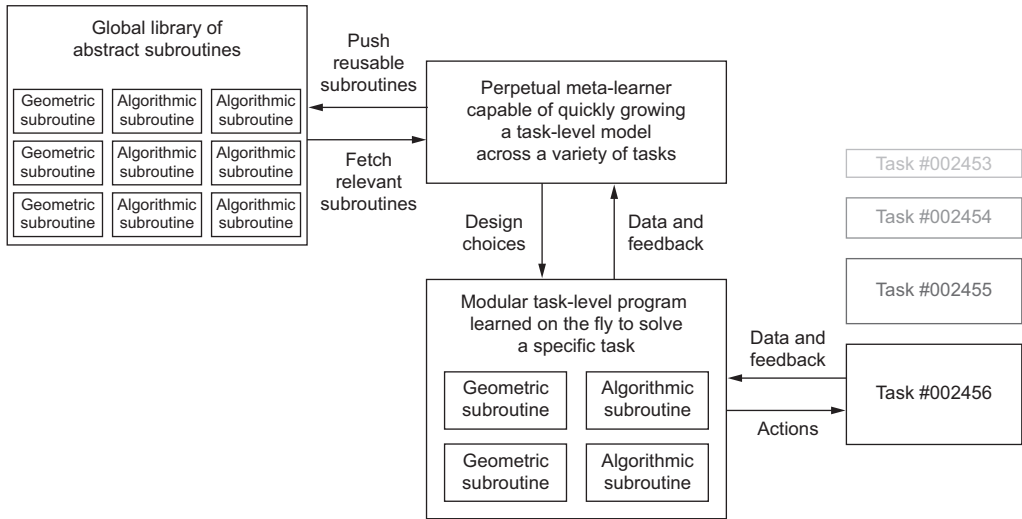 Global library of
abstract subroutines
Geometric
subroutine
Algorithmic
subroutine
Algorithmic
subroutine
Geometric
subroutine
Algorithmic
subroutine
Algorithmic
subroutine
Geometric
subroutine
Algorithmic
subroutine
Algorithmic
subroutine
Push
reusable
subroutines
Fetch
relevant
subroutines
Perpetual meta-learner
capable of quickly growing
a task-level model
across a variety of tasks
Design
choices
Data and
feedback
Modular task-level program
learned on the fly to solve
a specific task
Geometric
subroutine
Algorithmic
subroutine
Geometric
subroutine
Algorithmic
subroutine
Data and
feedback
Actions
Task #002453
Task #002454
Task #002455
Task #002456